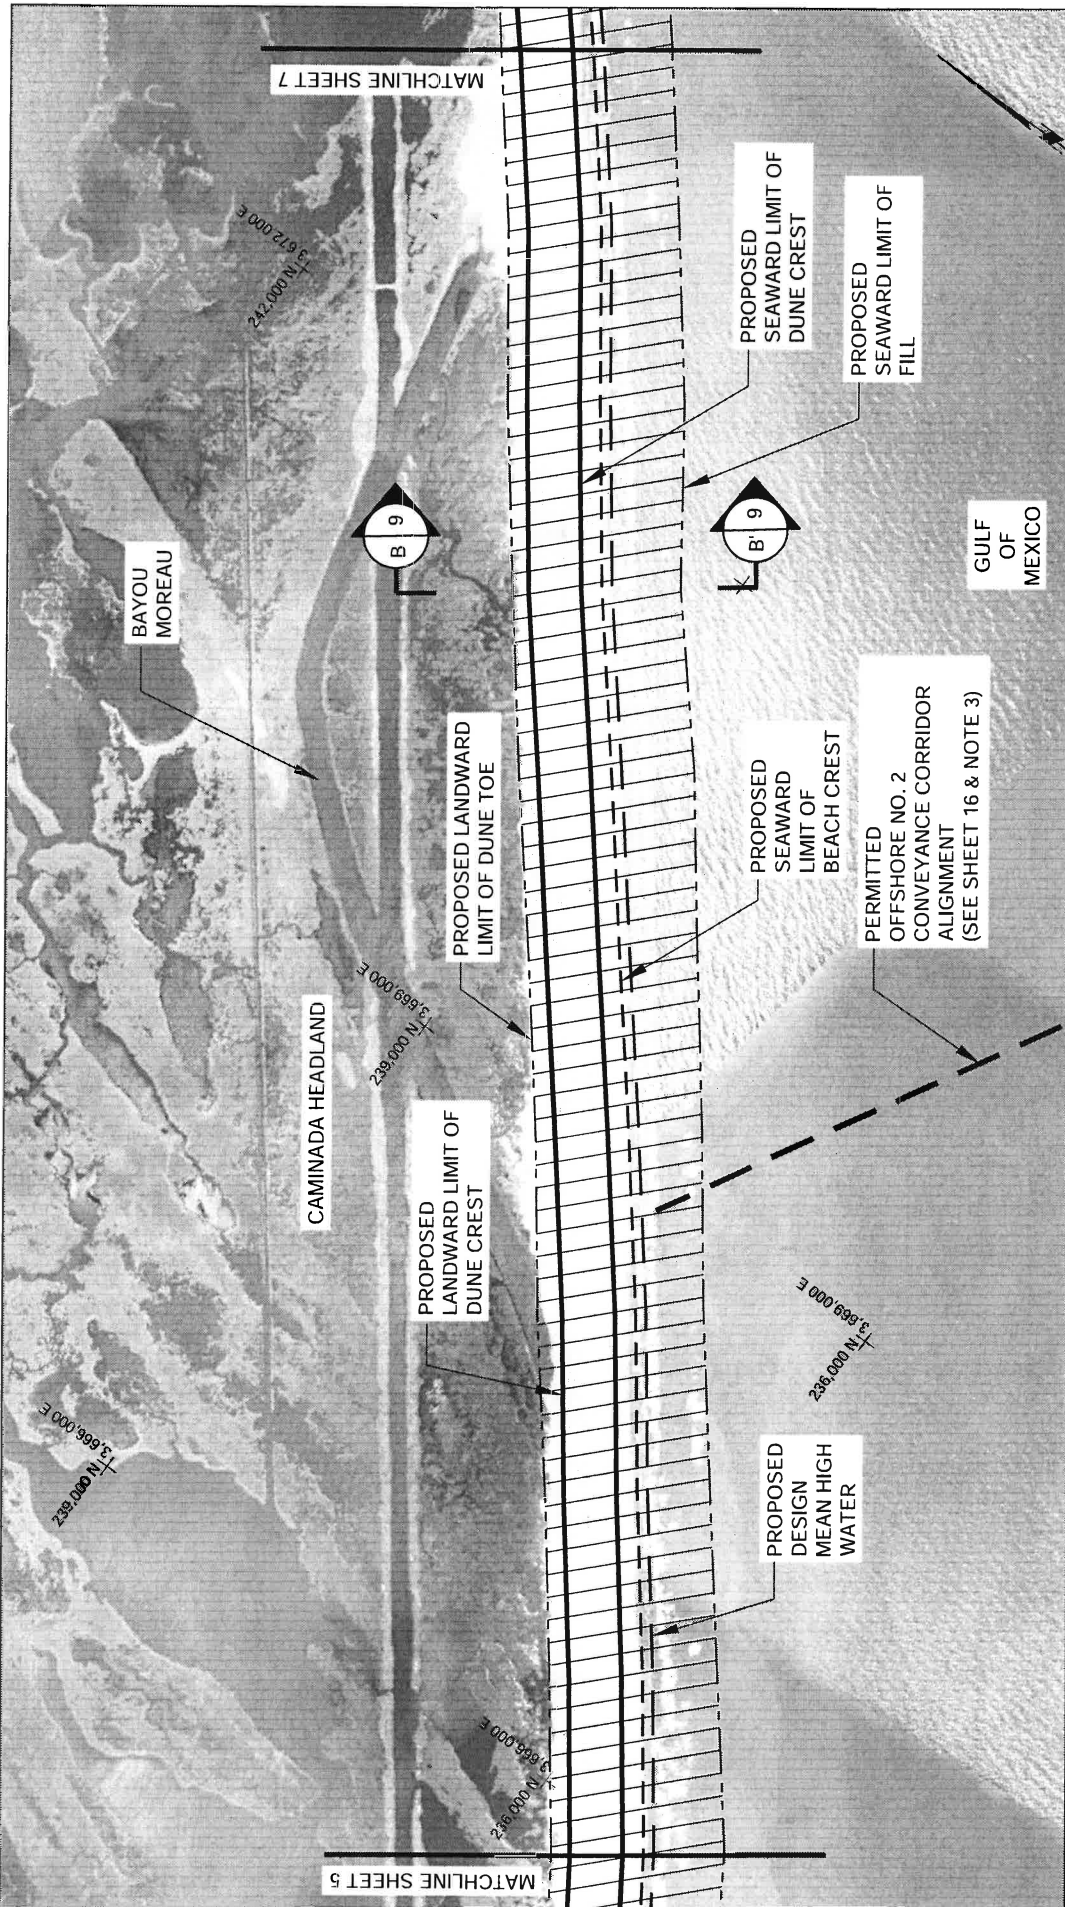 MATCHLINE SHEET 5
MATCHLINE SHEET 7
239,000 N
3,666,000 E
236,000 N
3,666,000 E
CAMINADA HEADLAND
239,000 N
3,669,000 E
BAYOU
MOREAU
242,000 N
3,672,000 E
PROPOSED
LANDWARD LIMIT OF
DUNE CREST
PROPOSED LANDWARD
LIMIT OF DUNE TOE
B 9
B' 9
PROPOSED
DESIGN
MEAN HIGH
WATER
236,000 N
3,669,000 E
PROPOSED
SEAWARD
LIMIT OF
BEACH CREST
PERMITTED
OFFSHORE NO. 2
CONVEYANCE CORRIDOR
ALIGNMENT
(SEE SHEET 16 & NOTE 3)
PROPOSED
SEAWARD LIMIT OF
DUNE CREST
PROPOSED
SEAWARD LIMIT OF
FILL
GULF
OF
MEXICO